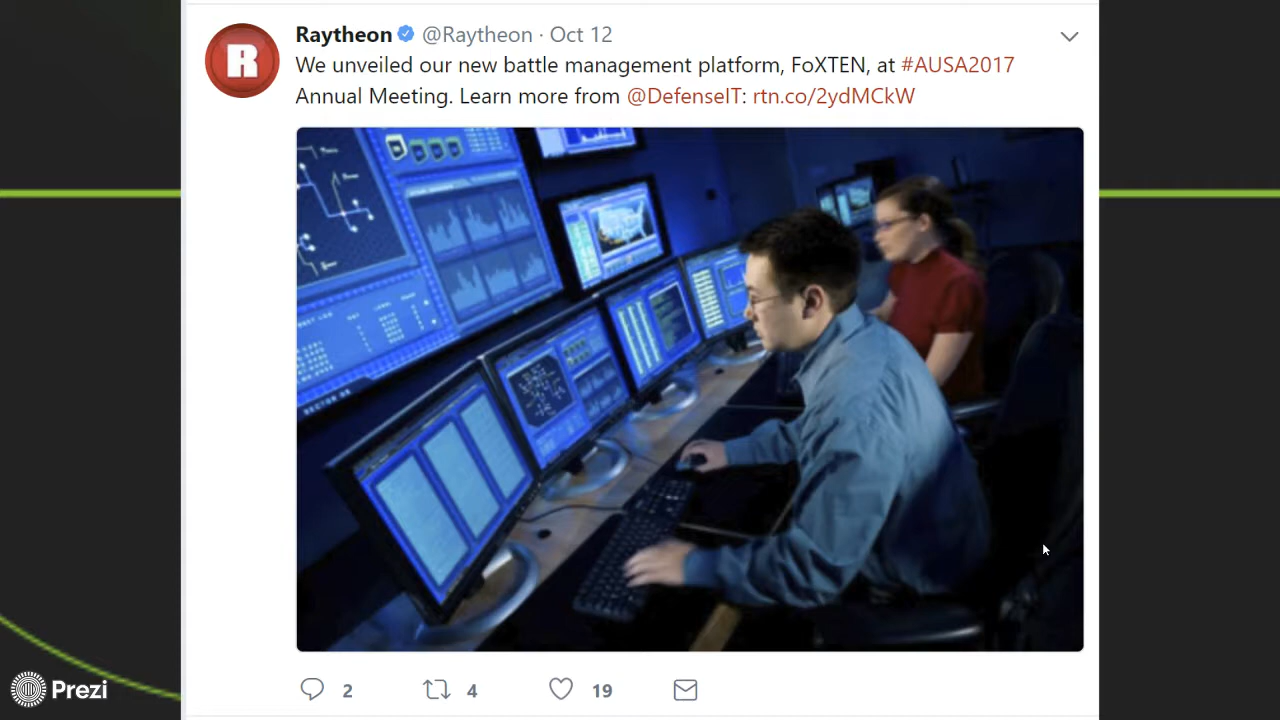 Raytheon @Raytheon · Oct 12
We unveiled our new battle management platform, FoXTEN, at #AUSA2017
Annual Meeting. Learn more from @DefenseIT: rtn.co/2ydMCkW
R
SECTOR
2 4 19
Prezi